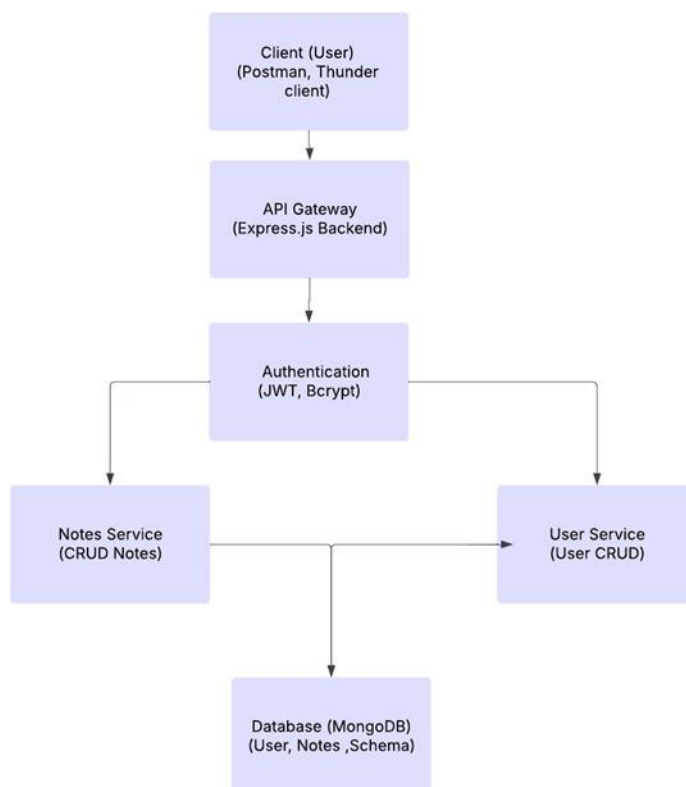 Client (User)
(Postman, Thunder
client)
API Gateway
(Express.js Backend)
Authentication
(JWT, Bcrypt)
Notes Service
(CRUD Notes)
User Service
(User CRUD)
Database (MongoDB)
(User, Notes ,Schema)